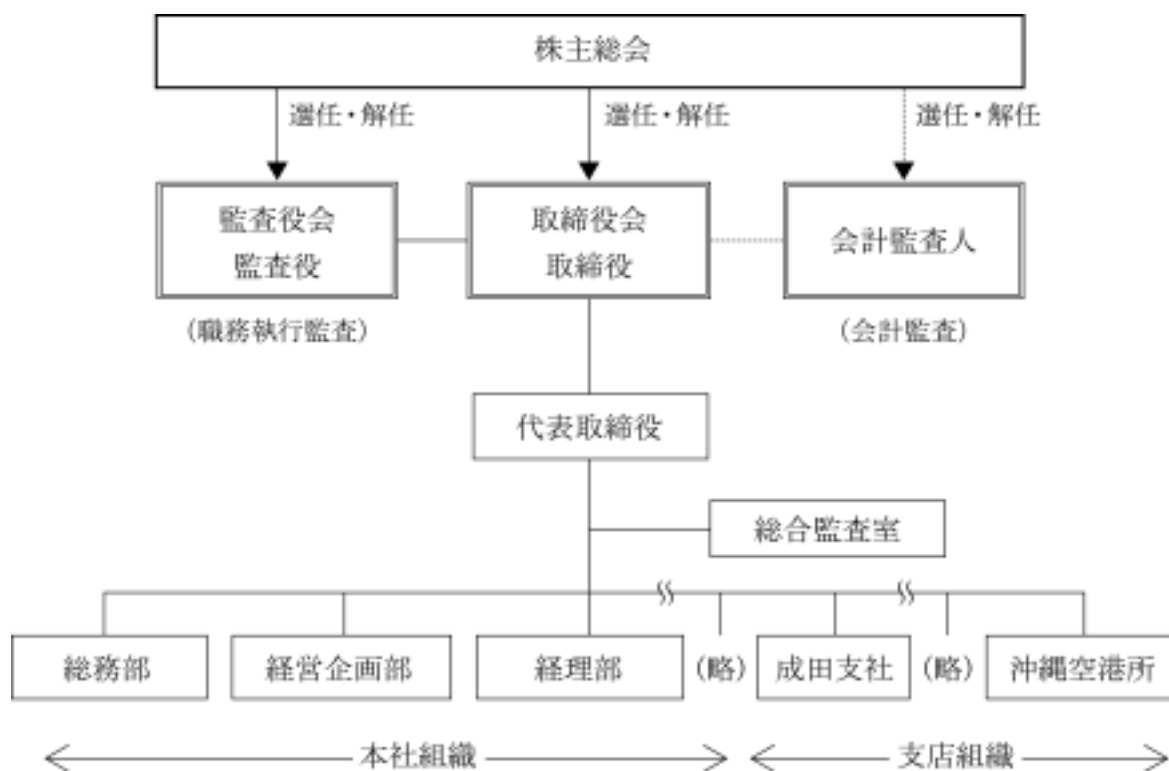 株主総会
選任・解任
選任・解任
選任・解任
監査役会
監査役
取締役会
取締役
会計監査人
(職務執行監査)
(会計監査)
代表取締役
総合監査室
総務部
経営企画部
経理部
(略)
成田支社
(略)
沖縄空港所
本社組織
支店組織